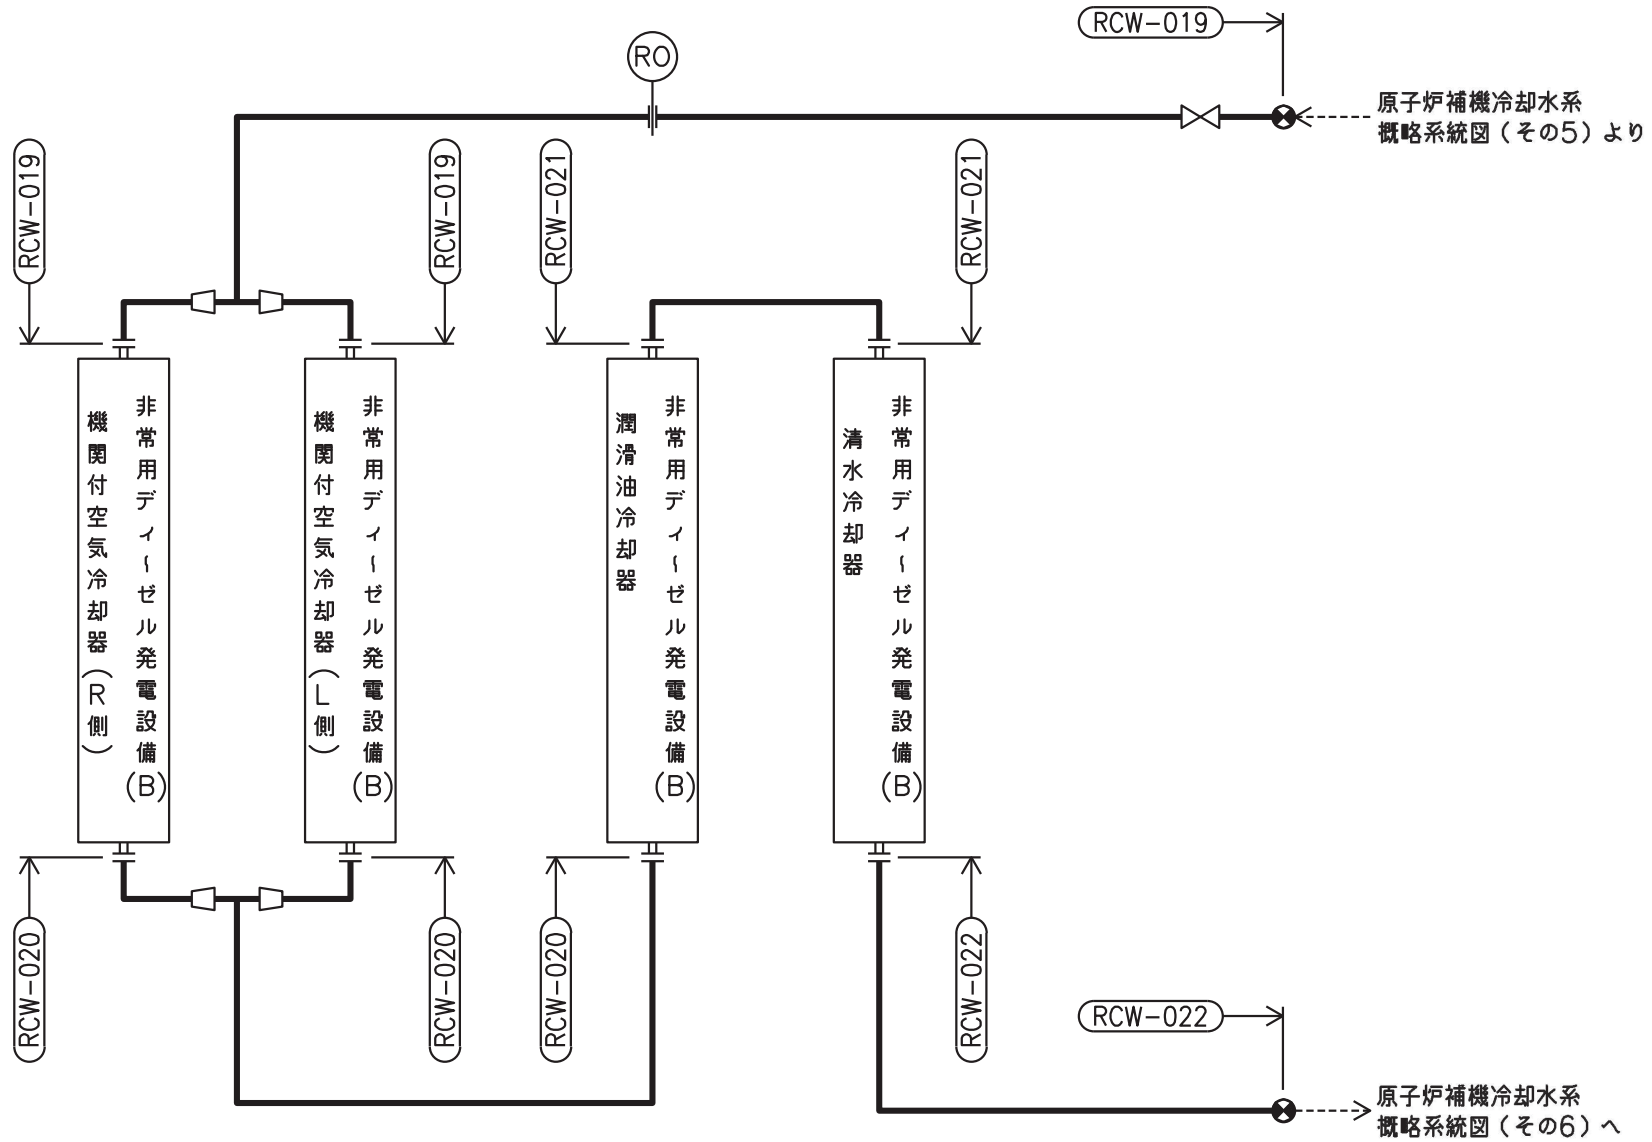 RCW-019
RO
原子炉補機冷却水系
概略系統図（その5）より
RCW-019
RCW-019
RCW-021
RCW-021
非常用ディーゼル発電設備(B)
機関付空気冷却器(R側)
非常用ディーゼル発電設備(B)
機関付空気冷却器(L側)
非常用ディーゼル発電設備(B)
潤滑油冷却器
非常用ディーゼル発電設備(B)
清水冷却器
RCW-020
RCW-020
RCW-020
RCW-022
RCW-022
原子炉補機冷却水系
概略系統図（その6）へ